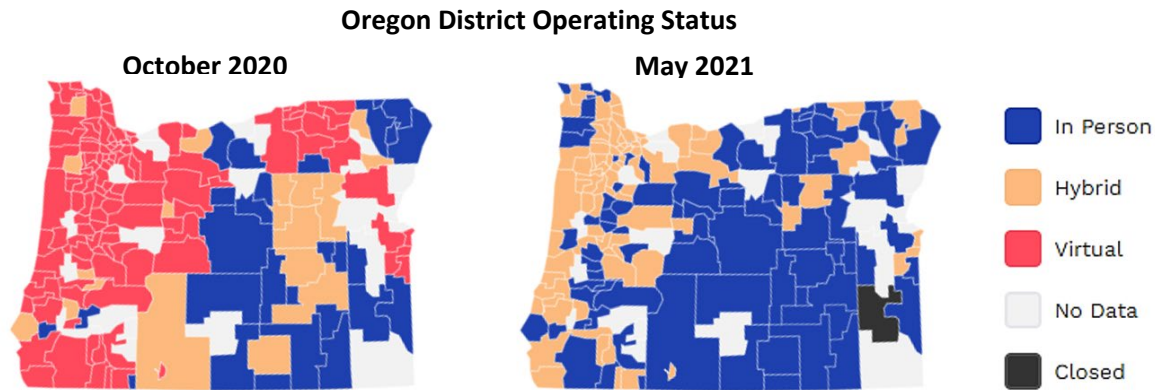 Oregon District Operating Status
October 2020
May 2021
In Person
Hybrid
Virtual
No Data
Closed